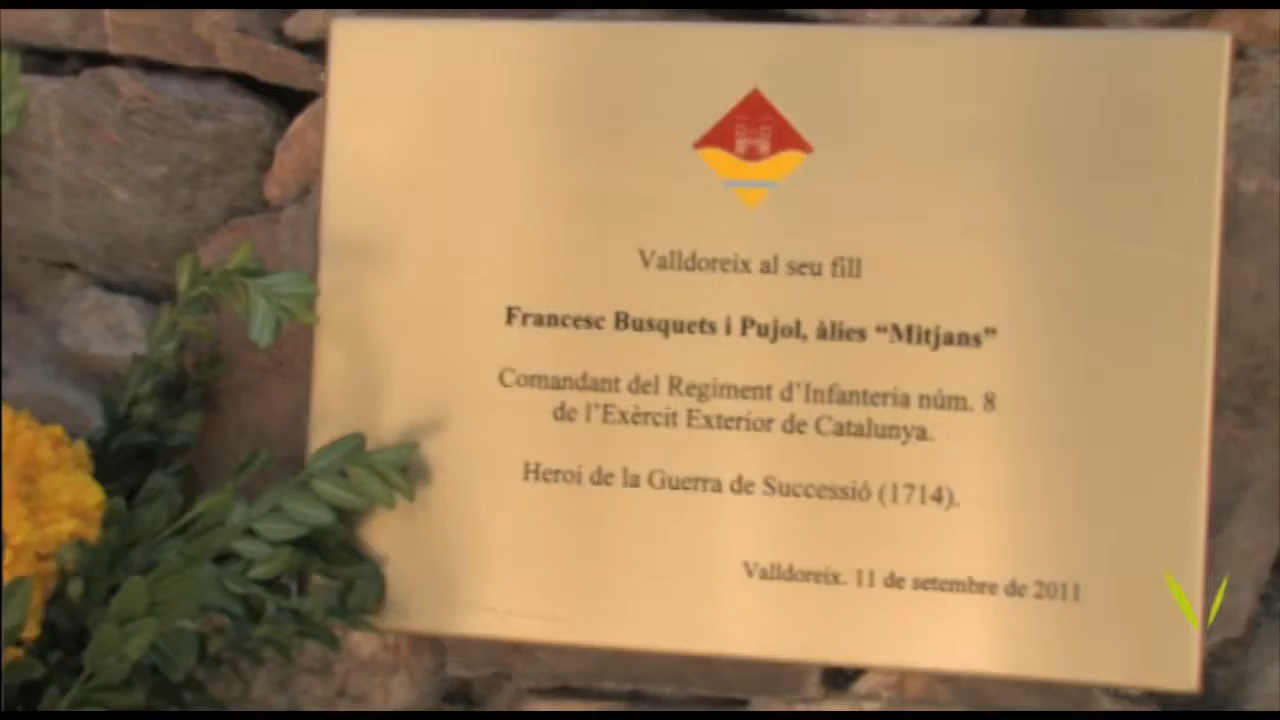 Valldoreix al seu fill
Francesc Busquets i Pujol, àlies “Mitjans”
Comandant del Regiment d’Infanteria núm. 8
de l’Exèrcit Exterior de Catalunya.
Heroi de la Guerra de Successió (1714).
Valldoreix. 11 de setembre de 2011